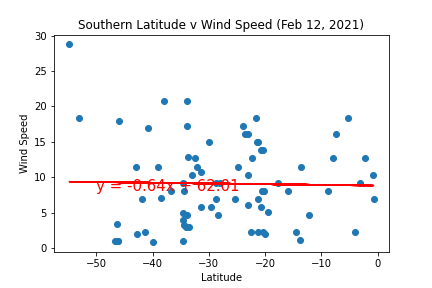 Southern Latitude v Wind Speed (Feb 12, 2021)
30
25
20
15
10
5
0
Wind Speed
y = -0.64x + 62.01
−50 −40 −30 −20 −10 0
Latitude